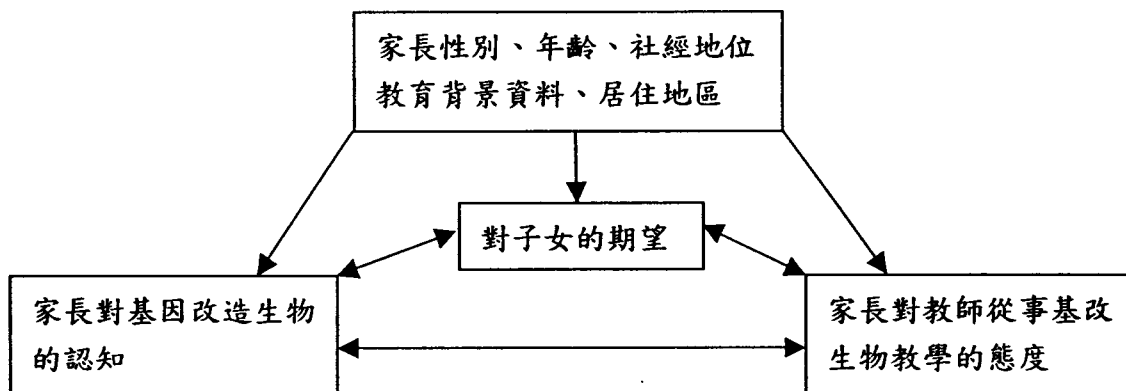 家長性別、年齡、社經地位
教育背景資料、居住地區
對子女的期望
家長對基因改造生物
的認知
家長對教師從事基改
生物教學的態度